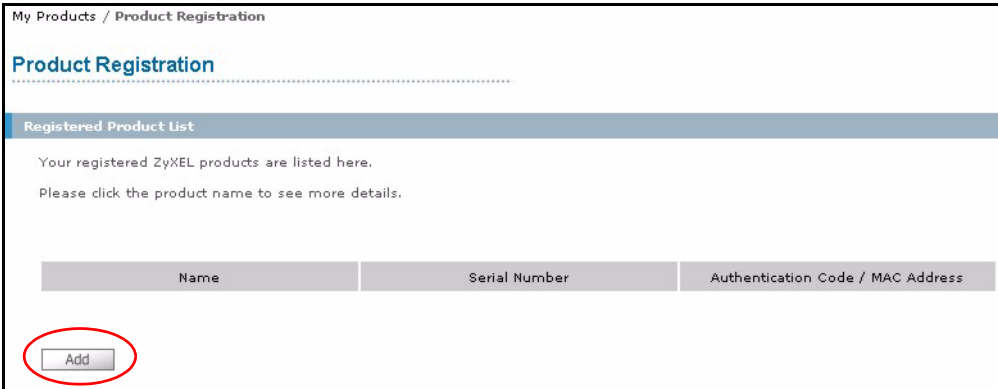 My Products / Product Registration
Product Registration
Registered Product List
Your registered ZyXEL products are listed here.
Please click the product name to see more details.
Name Serial Number Authentication Code / MAC Address
Add